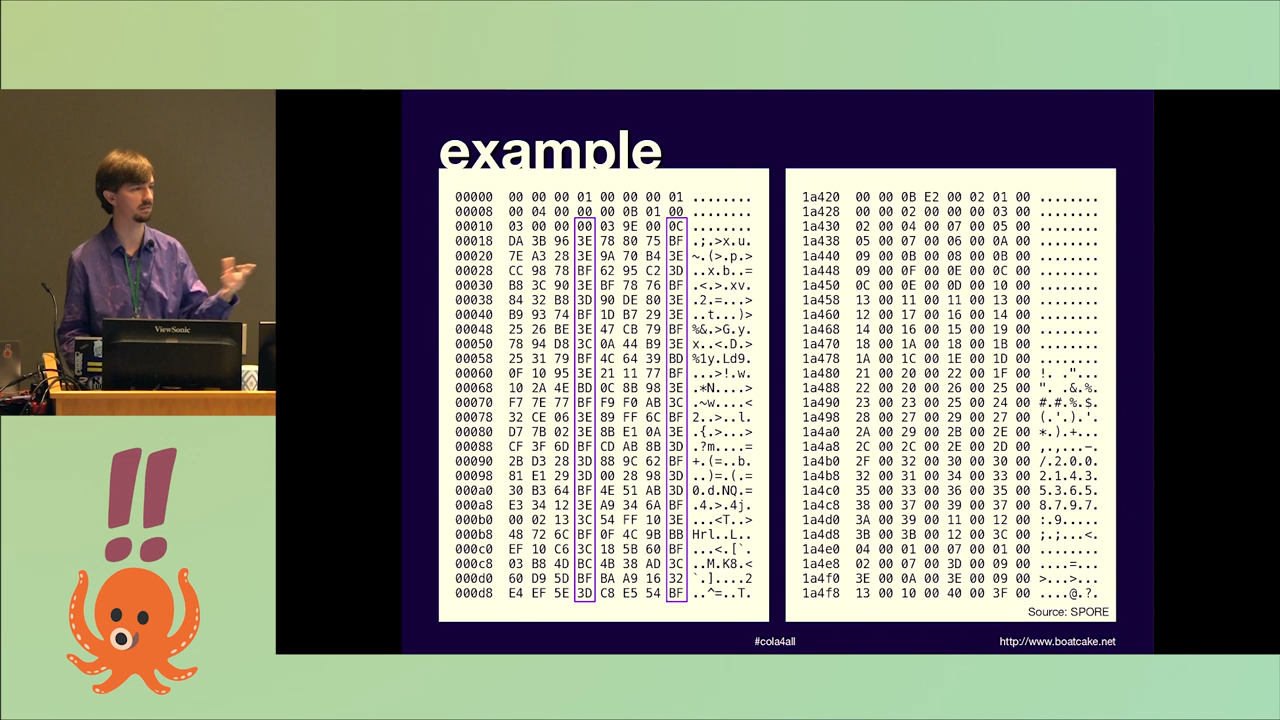 example
00000 00 00 00 01 00 00 00 01 ........
00008 00 04 00 00 00 0B 01 00 ........
00010 03 00 00 00 03 9E 00 0C ........
00018 DA 3B 96 3E 78 80 75 BF .;.>x.u.
00020 7E A3 28 3E 9A 70 B4 3E ~.(>.p.>
00028 CC 98 78 BF 62 95 C2 3D ..x.b..=
00030 B8 3C 90 3E BF 78 76 BF .<.>.xv.
00038 84 32 B8 3D 90 DE 80 3E .2.=...>
00040 B9 93 74 BF 1D B7 29 3E ..t...)>
00048 25 26 BE 3E 47 CB 79 BF %&.>G.y.
00050 78 94 D8 3C 0A 44 B9 3E x..<.D.>
00058 25 31 79 BF 4C 64 39 BD %1y.Ld9.
00060 0F 10 95 3E 21 11 77 BF ...>!.w.
00068 10 2A 4E BD 0C 8B 98 3E .*N....>
00070 F7 7E 77 BF F9 F0 AB 3C .~w....<
00078 32 CE 06 3E 89 FF 6C BF 2..>..l.
00080 D7 7B 02 3E 8B E1 0A 3E .{.>...>
00088 CF 3F 6D BF CD AB 8B 3D .?m....=
00090 2B D3 28 3D 88 9C 62 BF +.(=..b.
00098 81 E1 29 3D 00 28 98 3D ..)=.(.=
000a0 30 B3 64 BF 4E 51 AB 3D 0.d.NQ.=
000a8 E3 34 12 3E A9 34 6A BF .4.>.4j.
000b0 00 02 13 3C 54 FF 10 3E ...<T..>
000b8 48 72 6C BF 0F 4C 9B BB Hrl..L..
000c0 EF 10 C6 3C 18 5B 60 BF ...<.[`.
000c8 03 B8 4D BC 4B 38 AD 3C ..M.K8.<
000d0 60 D9 5D BF BA A9 16 32 `.]....2
000d8 E4 EF 5E 3D C8 E5 54 BF ..^=..T.
1a420 00 00 0B E2 00 02 01 00 ........
1a428 00 00 02 00 00 00 03 00 ........
1a430 02 00 04 00 07 00 05 00 ........
1a438 05 00 07 00 06 00 0A 00 ........
1a440 09 00 0B 00 08 00 0B 00 ........
1a448 09 00 0F 00 0E 00 0C 00 ........
1a450 0C 00 0E 00 0D 00 10 00 ........
1a458 13 00 11 00 11 00 13 00 ........
1a460 12 00 17 00 16 00 14 00 ........
1a468 14 00 16 00 15 00 19 00 ........
1a470 18 00 1A 00 18 00 1B 00 ........
1a478 1A 00 1C 00 1E 00 1D 00 ........
1a480 21 00 20 00 22 00 1F 00 !. ."...
1a488 22 00 20 00 26 00 25 00 ". .&.%.
1a490 23 00 23 00 25 00 24 00 #.#.%.$.
1a498 28 00 27 00 29 00 27 00 (.'.).'.
1a4a0 2A 00 29 00 2B 00 2E 00 *.).+...
1a4a8 2C 00 2C 00 2E 00 2D 00 ,.,...-.
1a4b0 2F 00 32 00 30 00 30 00 /.2.0.0.
1a4b8 32 00 31 00 34 00 33 00 2.1.4.3.
1a4c0 35 00 33 00 36 00 35 00 5.3.6.5.
1a4c8 38 00 37 00 39 00 37 00 8.7.9.7.
1a4d0 3A 00 39 00 11 00 12 00 :.9.....
1a4d8 3B 00 3B 00 12 00 3C 00 ;.;...<.
1a4e0 04 00 01 00 07 00 01 00 ........
1a4e8 02 00 07 00 3D 00 09 00 ....=...
1a4f0 3E 00 0A 00 3E 00 09 00 >...>...
1a4f8 13 00 10 00 40 00 3F 00 ....@.?.
Source: SPORE
#cola4all
http://www.boatcake.net
ViewSonic
!!